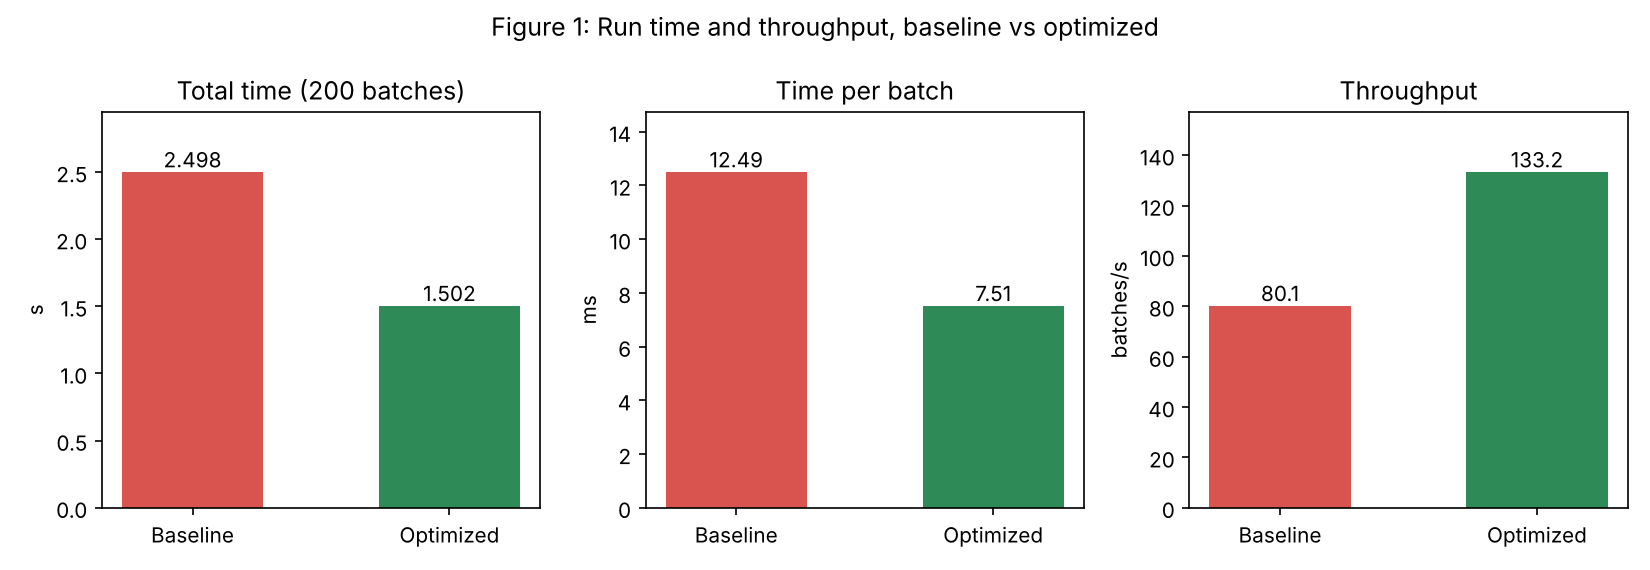 Figure 1: Run time and throughput, baseline vs optimized
Total time (200 batches)
s
2.5
2.0
1.5
1.0
0.5
0.0
2.498
1.502
Baseline
Optimized
Time per batch
ms
14
12
10
8
6
4
2
0
12.49
7.51
Baseline
Optimized
Throughput
batches/s
140
120
100
80
60
40
20
0
80.1
133.2
Baseline
Optimized